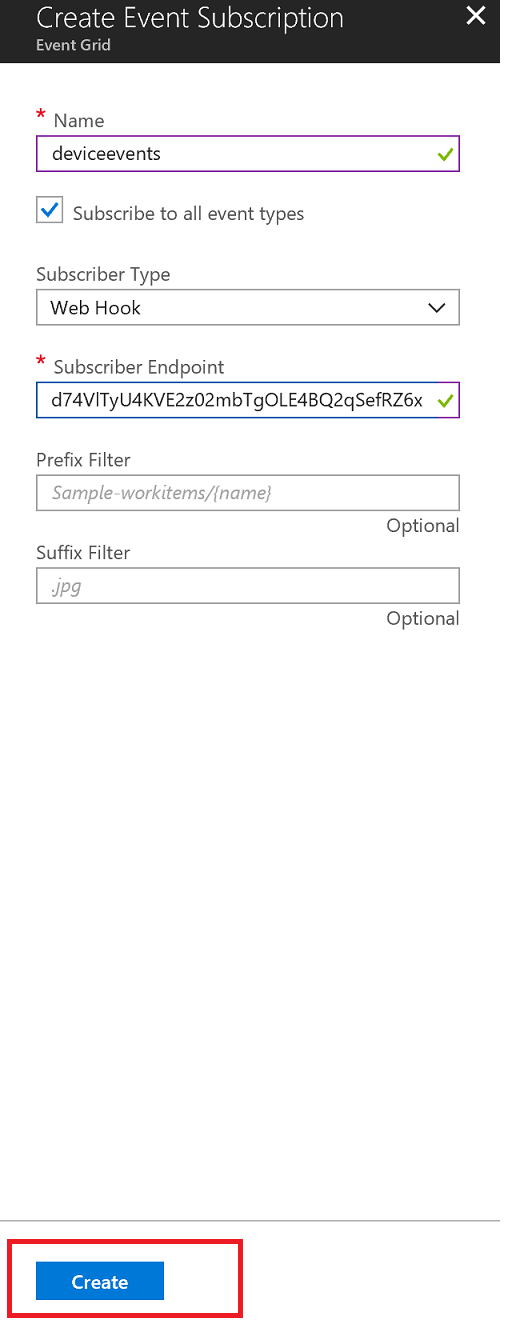 Create Event Subscription
Event Grid
* Name
deviceevents
Subscribe to all event types
Subscriber Type
Web Hook
* Subscriber Endpoint
d74VlTyU4KVE2z02mbTgOLE4BQ2qSefRZ6x
Prefix Filter
Sample-workitems/{name}
Optional
Suffix Filter
.jpg
Optional
Create